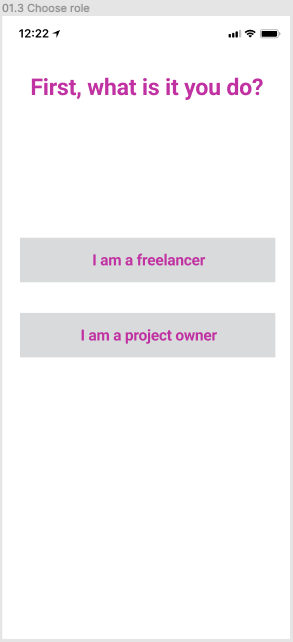 01.3 Choose role
12:22
First, what is it you do?
I am a freelancer
I am a project owner